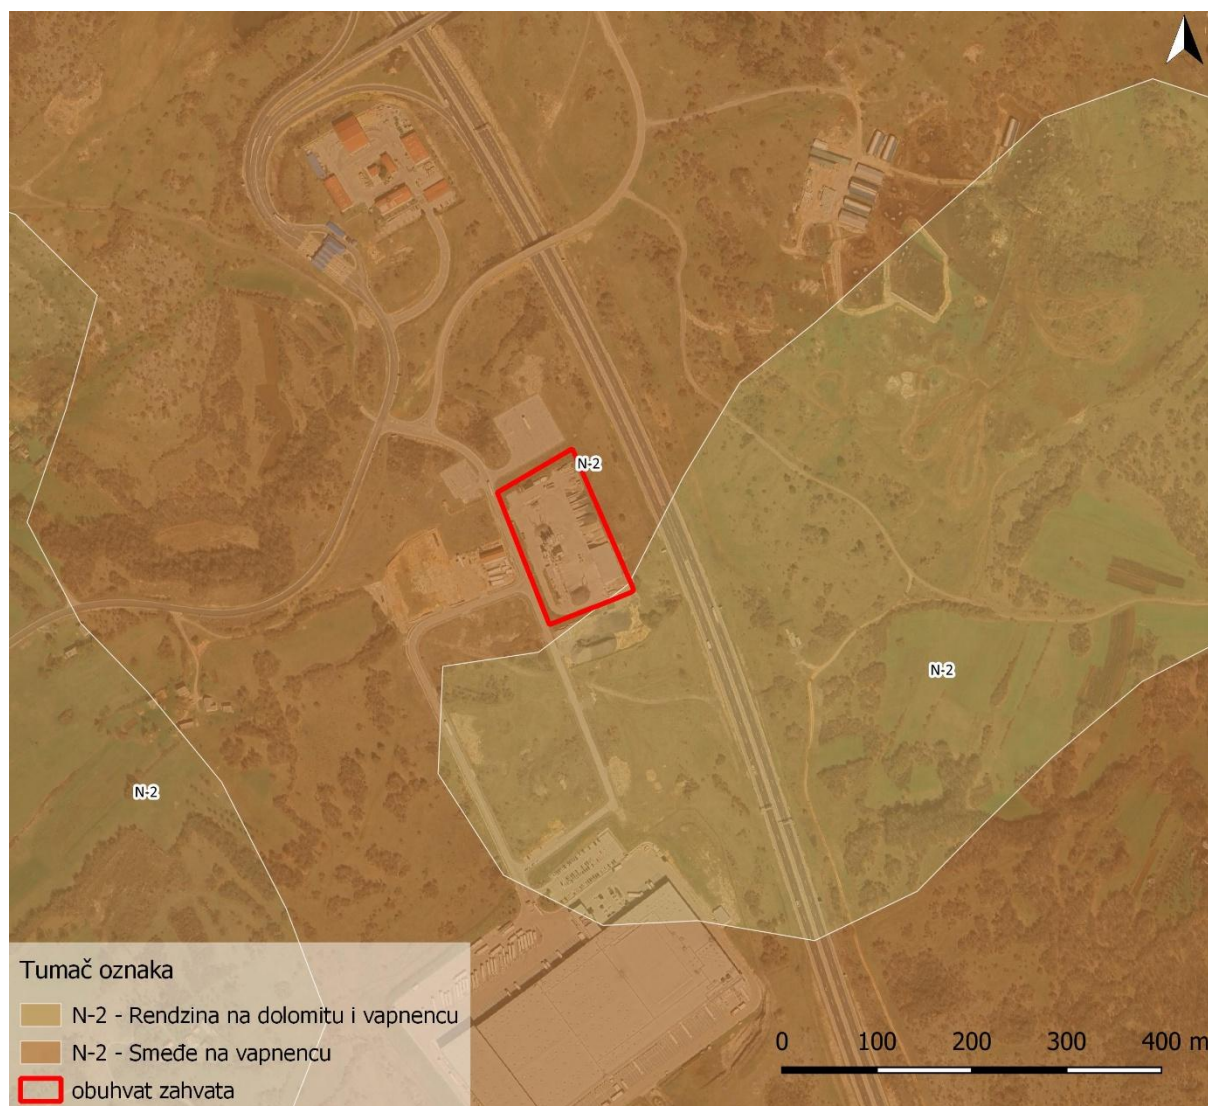 N-2
N-2
N-2
Tumač oznaka
N-2 - Rendzina na dolomitu i vapnencu
N-2 - Smeđe na vapnencu
obuhvat zahvata
0 100 200 300 400 m